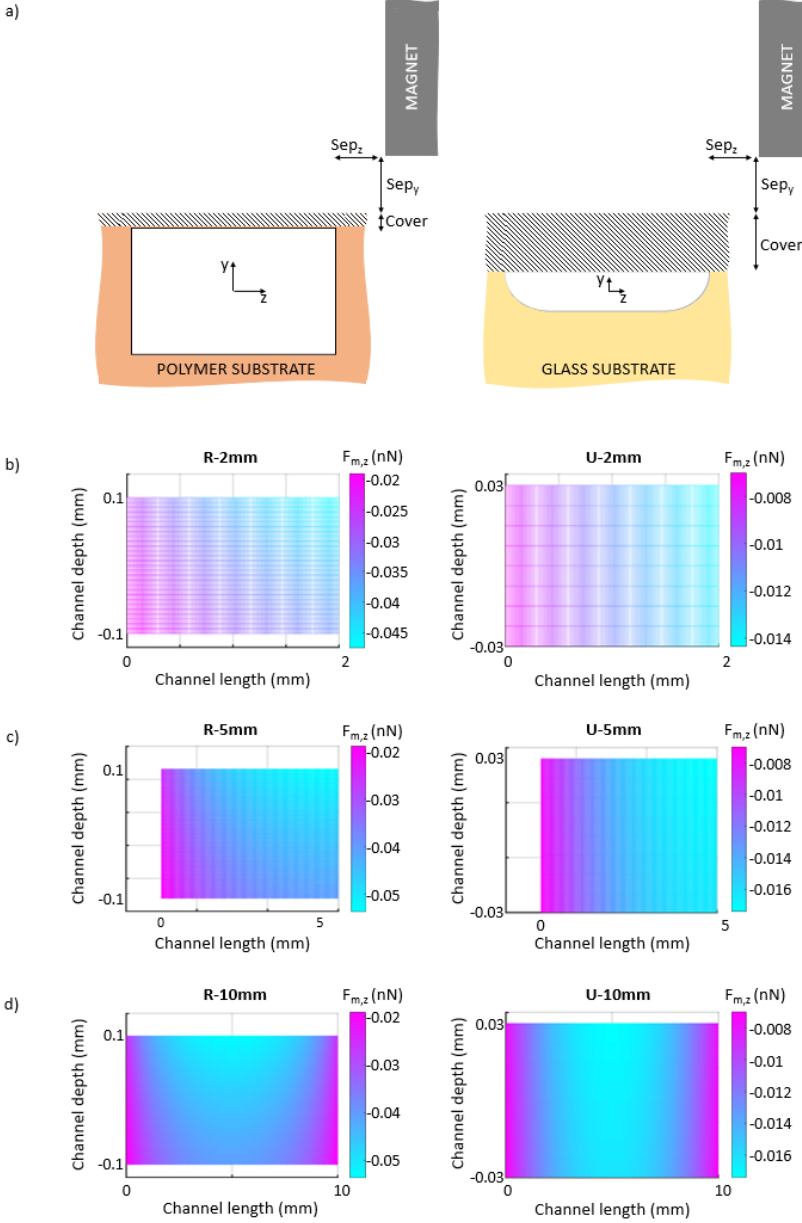 a)
MAGNET
MAGNET
Sepz
Sepz
Sepy
Sepy
Cover
Cover
y
z
y
z
POLYMER SUBSTRATE
GLASS SUBSTRATE
b)
R-2mm
Fm,z (nN)
U-2mm
Fm,z (nN)
Channel depth (mm)
0.1
-0.1
0
2
Channel length (mm)
-0.02
-0.025
-0.03
-0.035
-0.04
-0.045
Channel depth (mm)
0.03
-0.03
0
2
Channel length (mm)
-0.008
-0.01
-0.012
-0.014
c)
R-5mm
Fm,z (nN)
U-5mm
Fm,z (nN)
Channel depth (mm)
0.1
-0.1
0
5
Channel length (mm)
-0.02
-0.03
-0.04
-0.05
Channel depth (mm)
0.03
-0.03
0
5
Channel length (mm)
-0.008
-0.01
-0.012
-0.014
-0.016
d)
R-10mm
Fm,z (nN)
U-10mm
Fm,z (nN)
Channel depth (mm)
0.1
-0.1
0
10
Channel length (mm)
-0.02
-0.03
-0.04
-0.05
Channel depth (mm)
0.03
-0.03
0
10
Channel length (mm)
-0.008
-0.01
-0.012
-0.014
-0.016